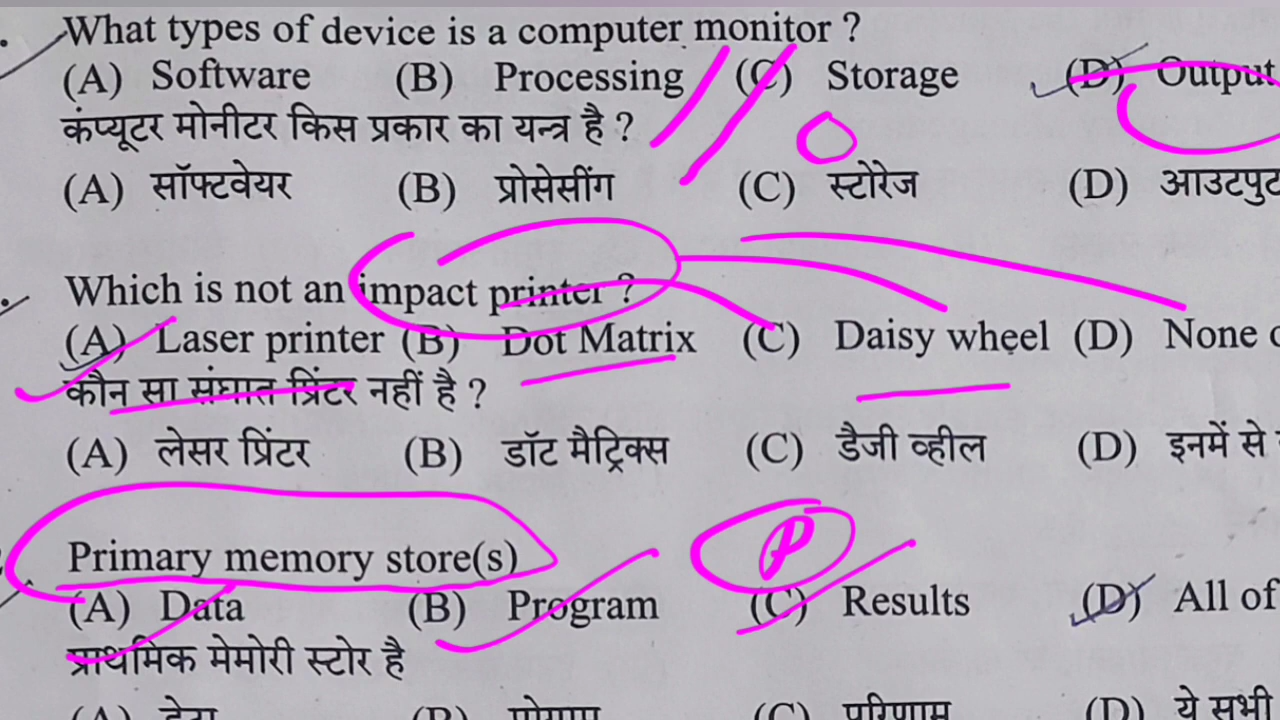 What types of device is a computer monitor ?
(A) Software (B) Processing (C) Storage (D) Output
कंप्यूटर मोनीटर किस प्रकार का यन्त्र है ?
(A) सॉफ्टवेयर (B) प्रोसेसींग (C) स्टोरेज (D) आउटपुट
Which is not an impact printer ?
(A) Laser printer (B) Dot Matrix (C) Daisy wheel (D) None
कौन सा संघात प्रिंटर नहीं है ?
(A) लेसर प्रिंटर (B) डॉट मैट्रिक्स (C) डैजी व्हील (D) इनमें से
P
Primary memory store(s)
(A) Data (B) Program (C) Results (D) All of
प्राथमिक मेमोरी स्टोर है
(A) डेटा (B) प्रोग्राम (C) परिणाम (D) ये सभी